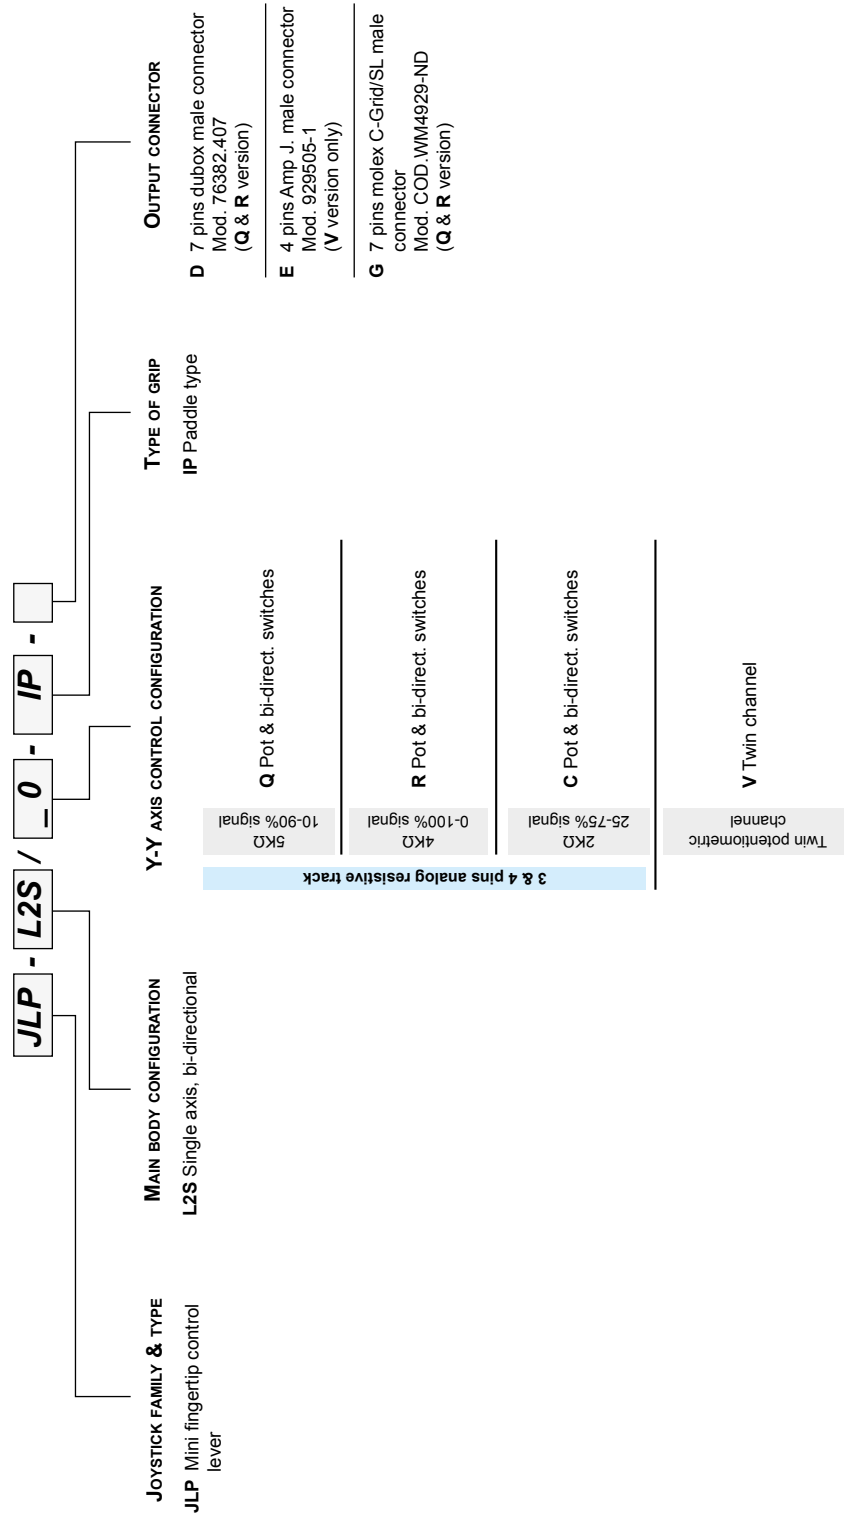 JLP - L2S / _0 - IP -
JOYSTICK FAMILY & TYPE
JLP Mini fingertip control
lever
MAIN BODY CONFIGURATION
L2S Single axis, bi-directional
Y-Y AXIS CONTROL CONFIGURATION
3 & 4 pins analog resistive track
5KΩ
10-90% signal
Q Pot & bi-direct. switches
4KΩ
0-100% signal
R Pot & bi-direct. switches
2KΩ
25-75% signal
C Pot & bi-direct. switches
Twin potentiometric
channel
V Twin channel
TYPE OF GRIP
IP Paddle type
OUTPUT CONNECTOR
D 7 pins dubox male connector
Mod. 76382.407
(Q & R version)
E 4 pins Amp J. male connector
Mod. 929505-1
(V version only)
G 7 pins molex C-Grid/SL male
connector
Mod. COD.WM4929-ND
(Q & R version)